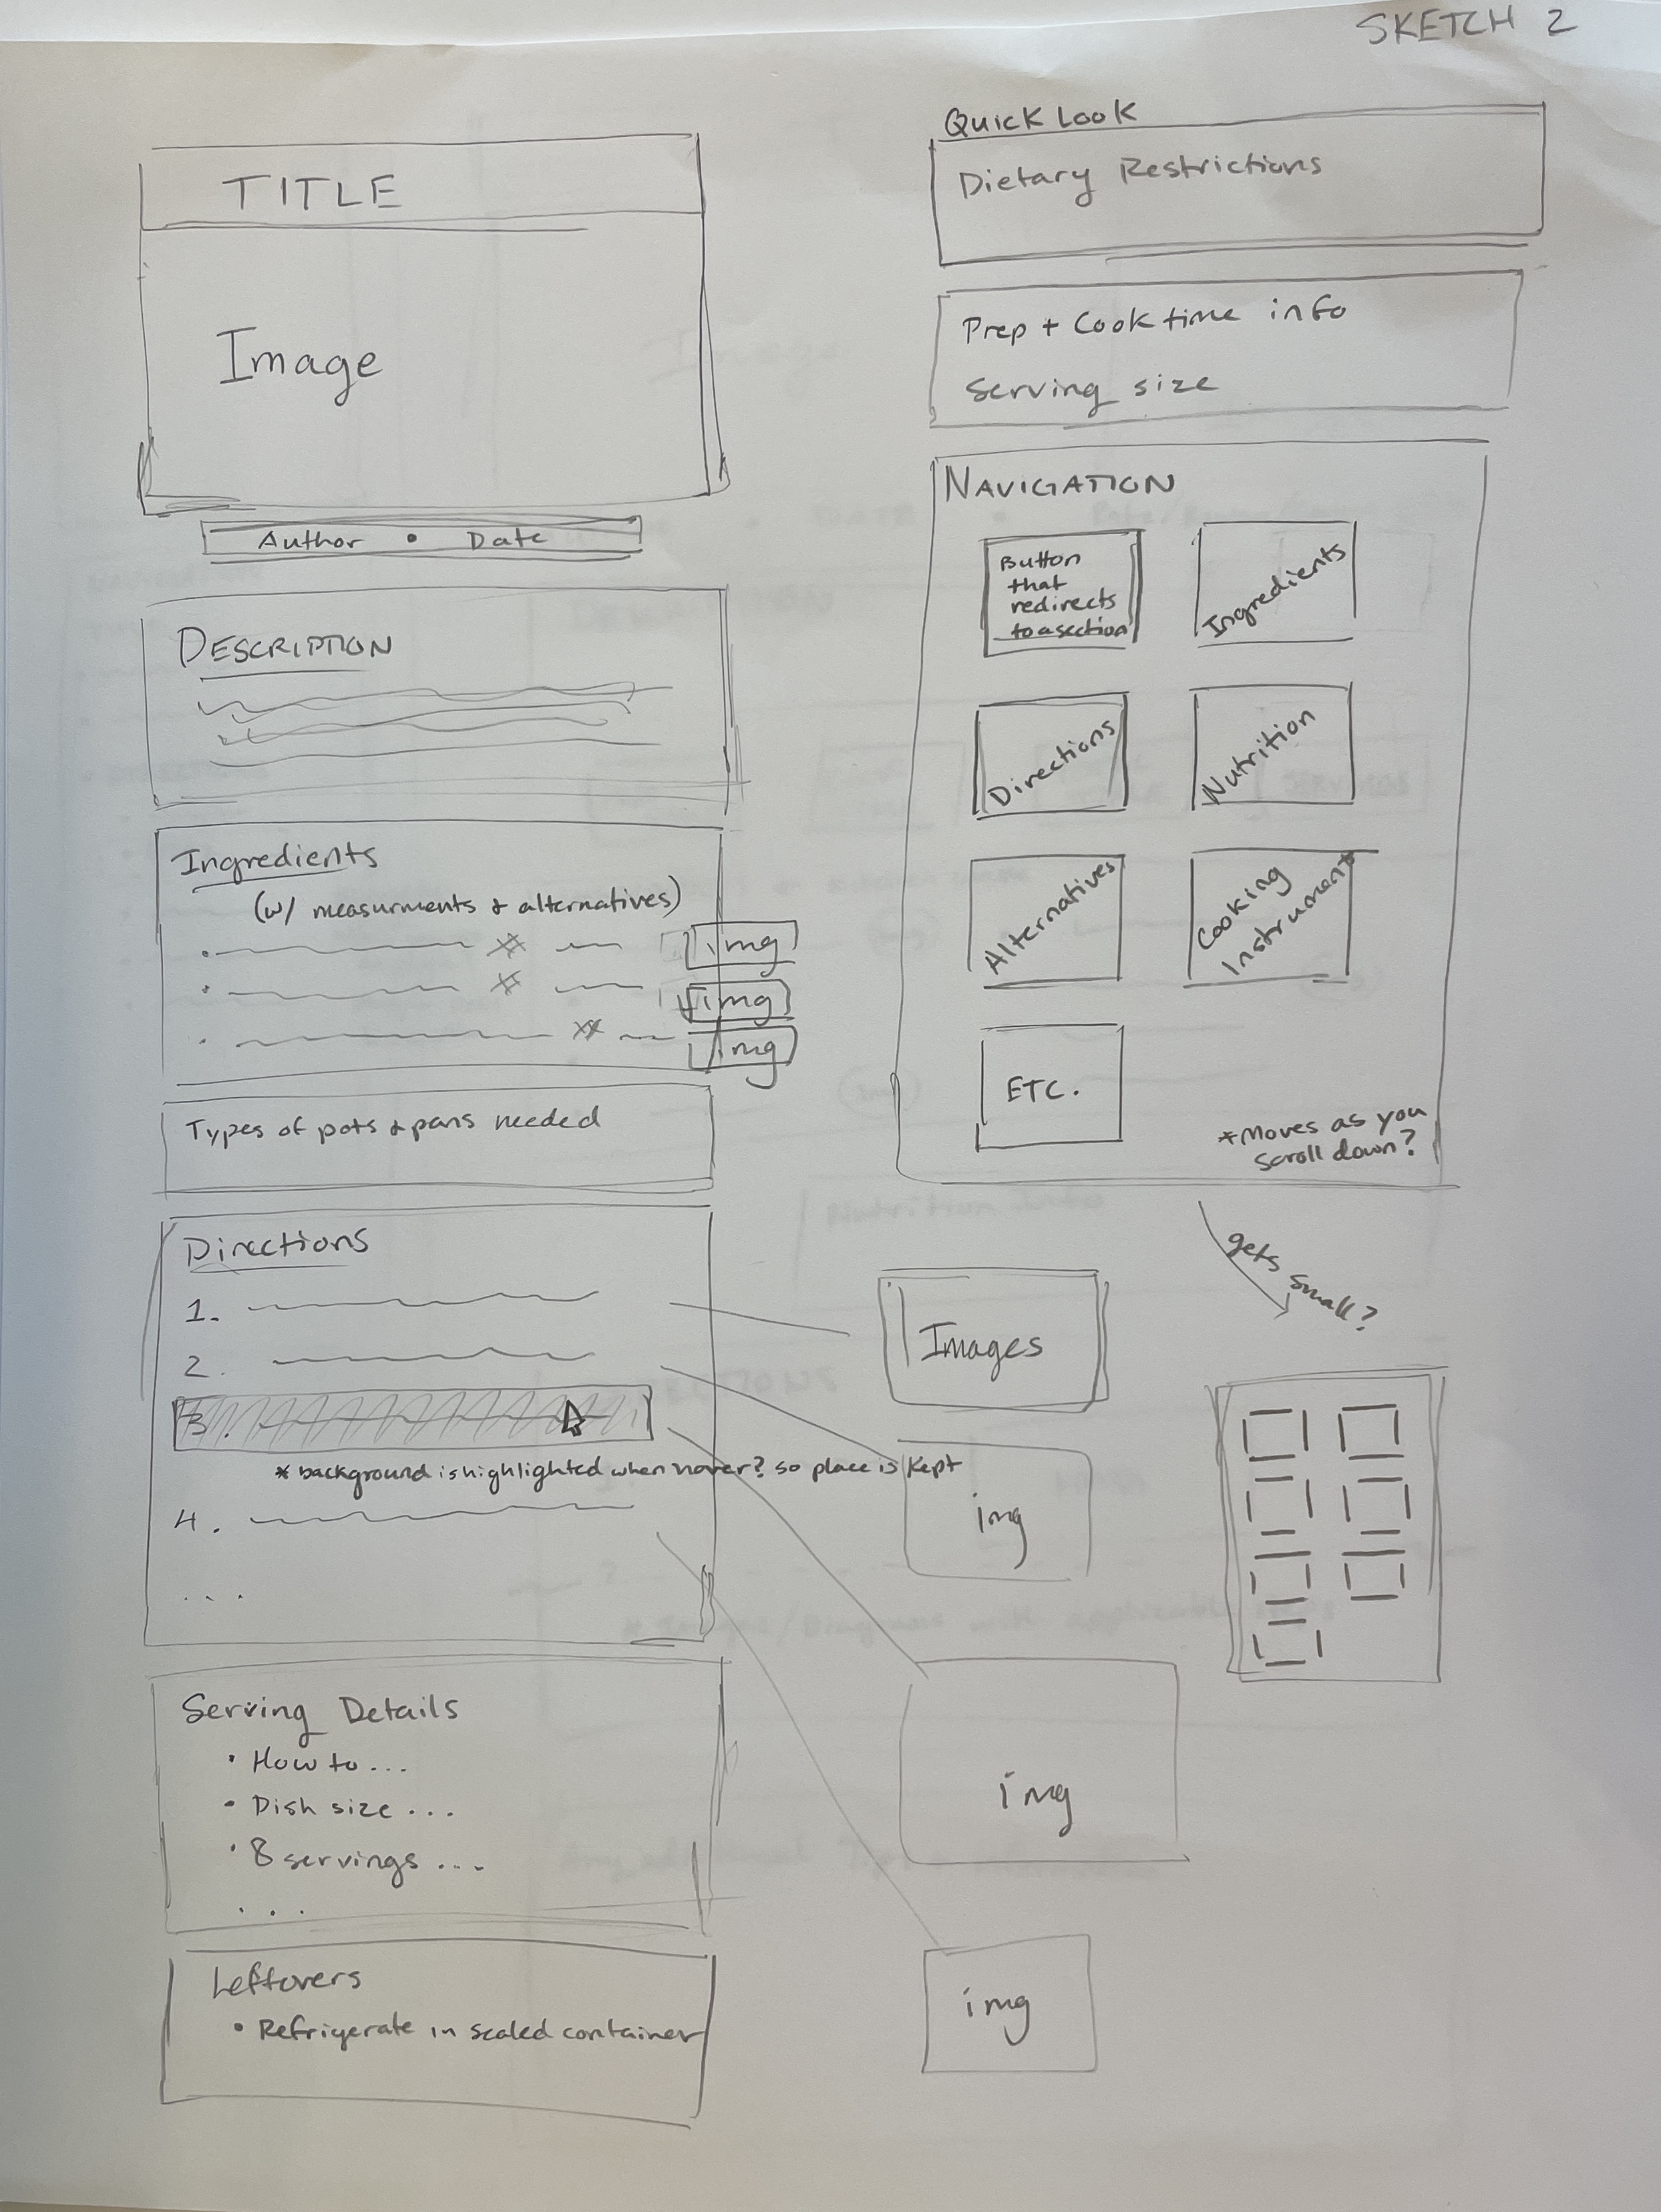 SKETCH 2
TITLE
Image
Author • Date
DESCRIPTION
Ingredients
(w/ measurments & alternatives)
img
img
img
Types of pots & pans needed
Directions
1.
2.
3.
* background is highlighted when hover? so place is kept
4.
...
Serving Details
• How to ...
• Dish size ...
• 8 servings ...
...
Leftovers
• Refrigerate in sealed container
Quick Look
Dietary Restrictions
Prep + Cook time info
Serving size
NAVIGATION
Button
that
redirects
to a section
Ingredients
Directions
Nutrition
Alternatives
Cooking
Instruments
ETC.
*Moves as you
scroll down?
gets small?
Images
img
img
img